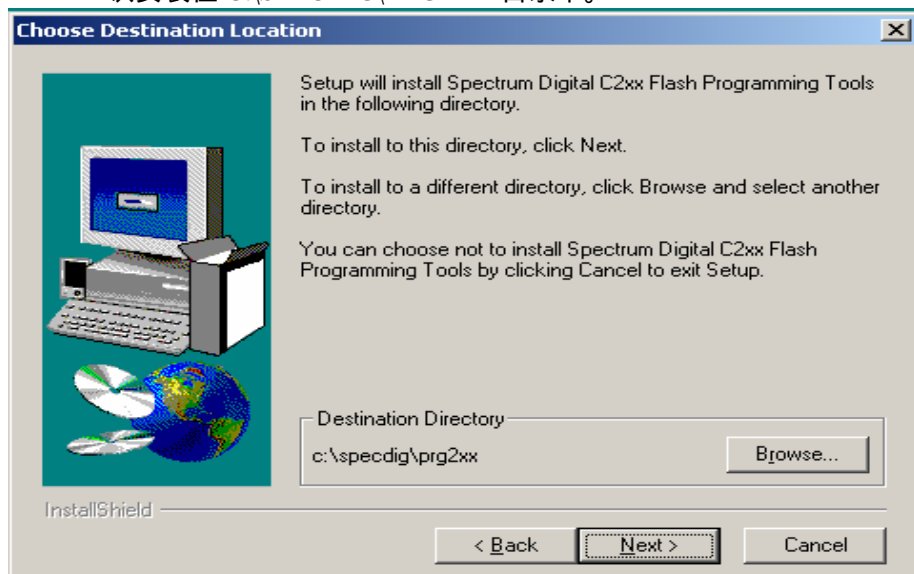 Choose Destination Location
Setup will install Spectrum Digital C2xx Flash Programming Tools
in the following directory.
To install to this directory, click Next.
To install to a different directory, click Browse and select another
directory.
You can choose not to install Spectrum Digital C2xx Flash
Programming Tools by clicking Cancel to exit Setup.
Destination Directory
c:\specdig\prg2xx
Browse...
InstallShield
< Back
Next >
Cancel